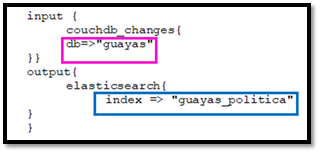 input {
couchdb_changes{
db=>"guayas"
}}
output{
elasticsearch{
index => "guayas_politica"
}
}